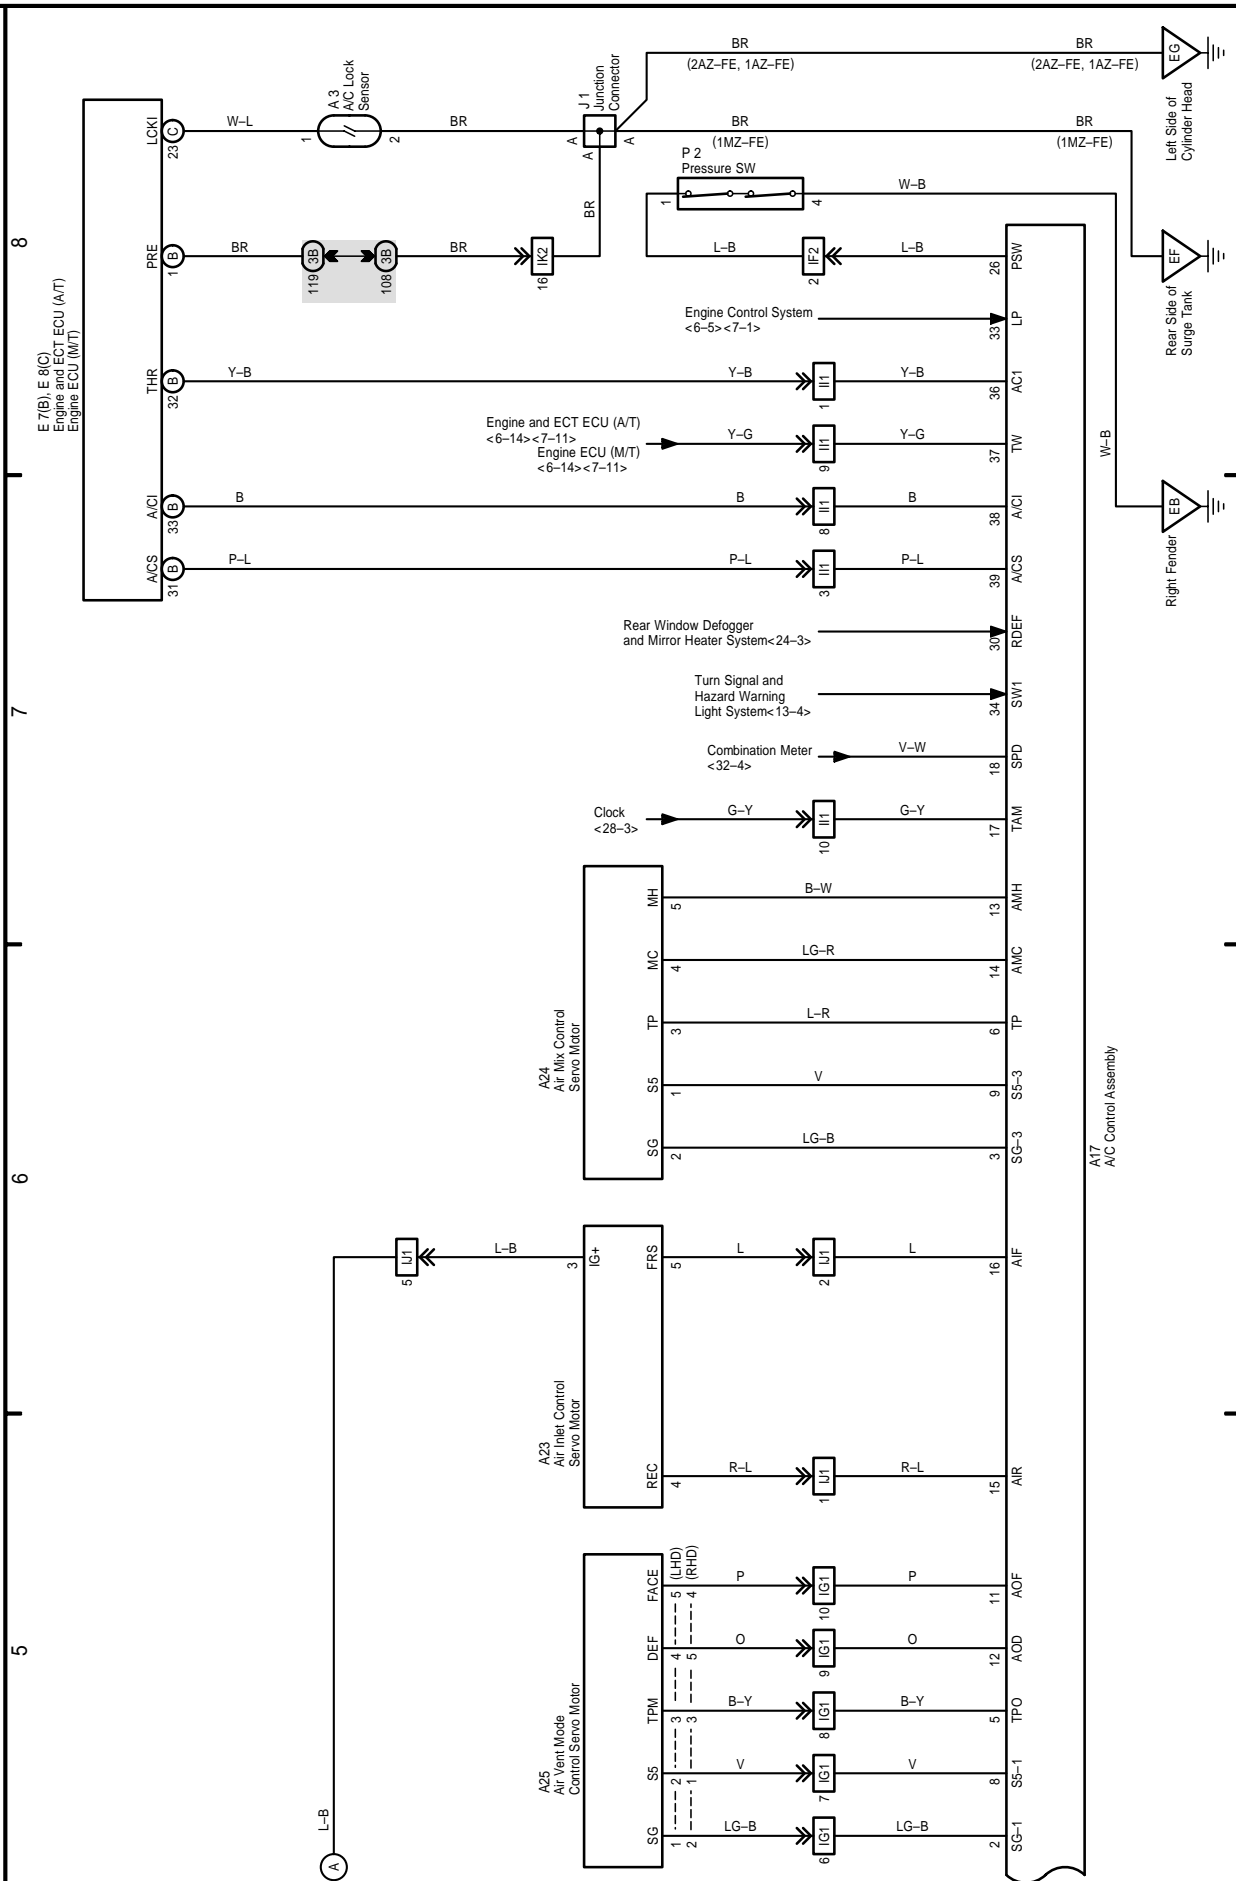 8
7
6
5
E 7(B), E 8(C)
Engine and ECT ECU (A/T)
Engine ECU (M/T)
LCKI
23
C
W–L
1
A 3
A/C Lock
Sensor
2
BR
A
J 1
Junction
Connector
A
A
BR
BR
(2AZ–FE, 1AZ–FE)
BR
(2AZ–FE, 1AZ–FE)
EG
Left Side of
Cylinder Head
BR
(1MZ–FE)
BR
(1MZ–FE)
EF
Rear Side of
Surge Tank
P 2
Pressure SW
1
4
W–B
W–B
EB
Right Fender
PRE
1
B
BR
3B
119
3B
108
BR
IK2
16
L–B
IF2
2
L–B
26
PSW
Engine Control System
<6–5><7–1>
33
LP
THR
32
B
Y–B
Y–B
II1
1
Y–B
36
AC1
Engine and ECT ECU (A/T)
<6–14><7–11>
Engine ECU (M/T)
<6–14><7–11>
Y–G
II1
9
Y–G
37
TW
A/CI
33
B
B
B
II1
8
B
38
A/CI
A/CS
31
B
P–L
P–L
II1
3
P–L
39
A/CS
Rear Window Defogger
and Mirror Heater System<24–3>
30
RDEF
Turn Signal and
Hazard Warning
Light System<13–4>
34
SW1
Combination Meter
<32–4>
V–W
18
SPD
Clock
<28–3>
G–Y
II1
10
G–Y
17
TAM
A24
Air Mix Control
Servo Motor
MH
5
B–W
13
AMH
MC
4
LG–R
14
AMC
TP
3
L–R
6
TP
S5
1
V
9
S5–3
SG
2
LG–B
3
SG–3
A17
A/C Control Assembly
A23
Air Inlet Control
Servo Motor
IJ1
5
L–B
3
IG+
FRS
5
L
IJ1
2
L
16
AIF
REC
4
R–L
IJ1
1
R–L
15
AIR
A25
Air Vent Mode
Control Servo Motor
(LHD)
(RHD)
FACE
5
4
P
IG1
10
P
11
AOF
DEF
4
5
O
IG1
9
O
12
AOD
TPM
3
3
B–Y
IG1
8
B–Y
5
TPO
S5
2
1
V
IG1
7
V
8
S5–1
SG
1
2
LG–B
IG1
6
LG–B
2
SG–1
L–B
A